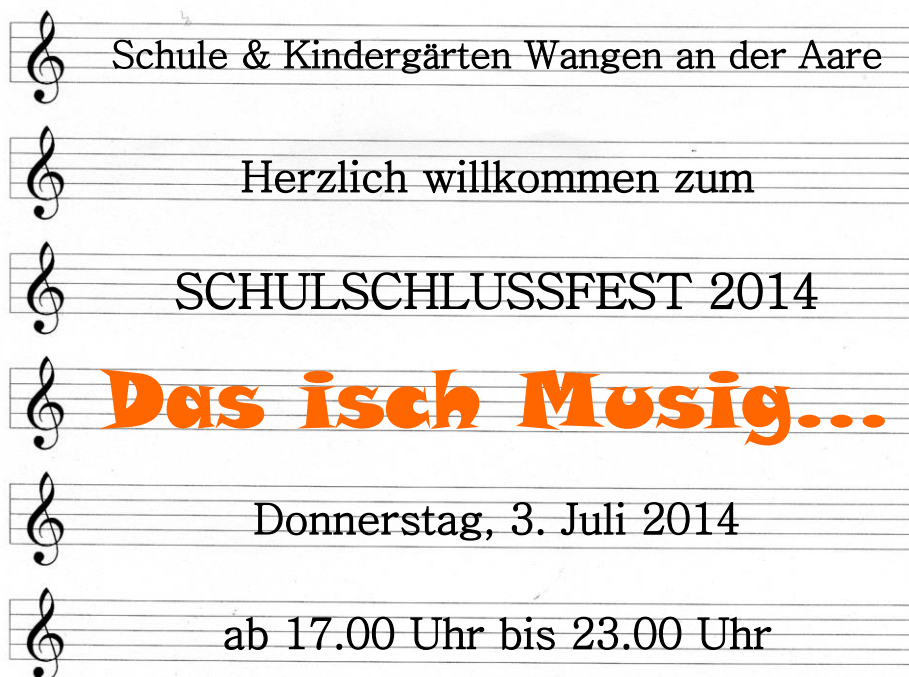 Schule & Kindergärten Wangen an der Aare
Herzlich willkommen zum
SCHULSCHLUSSFEST 2014
Das isch Musig...
Donnerstag, 3. Juli 2014
ab 17.00 Uhr bis 23.00 Uhr